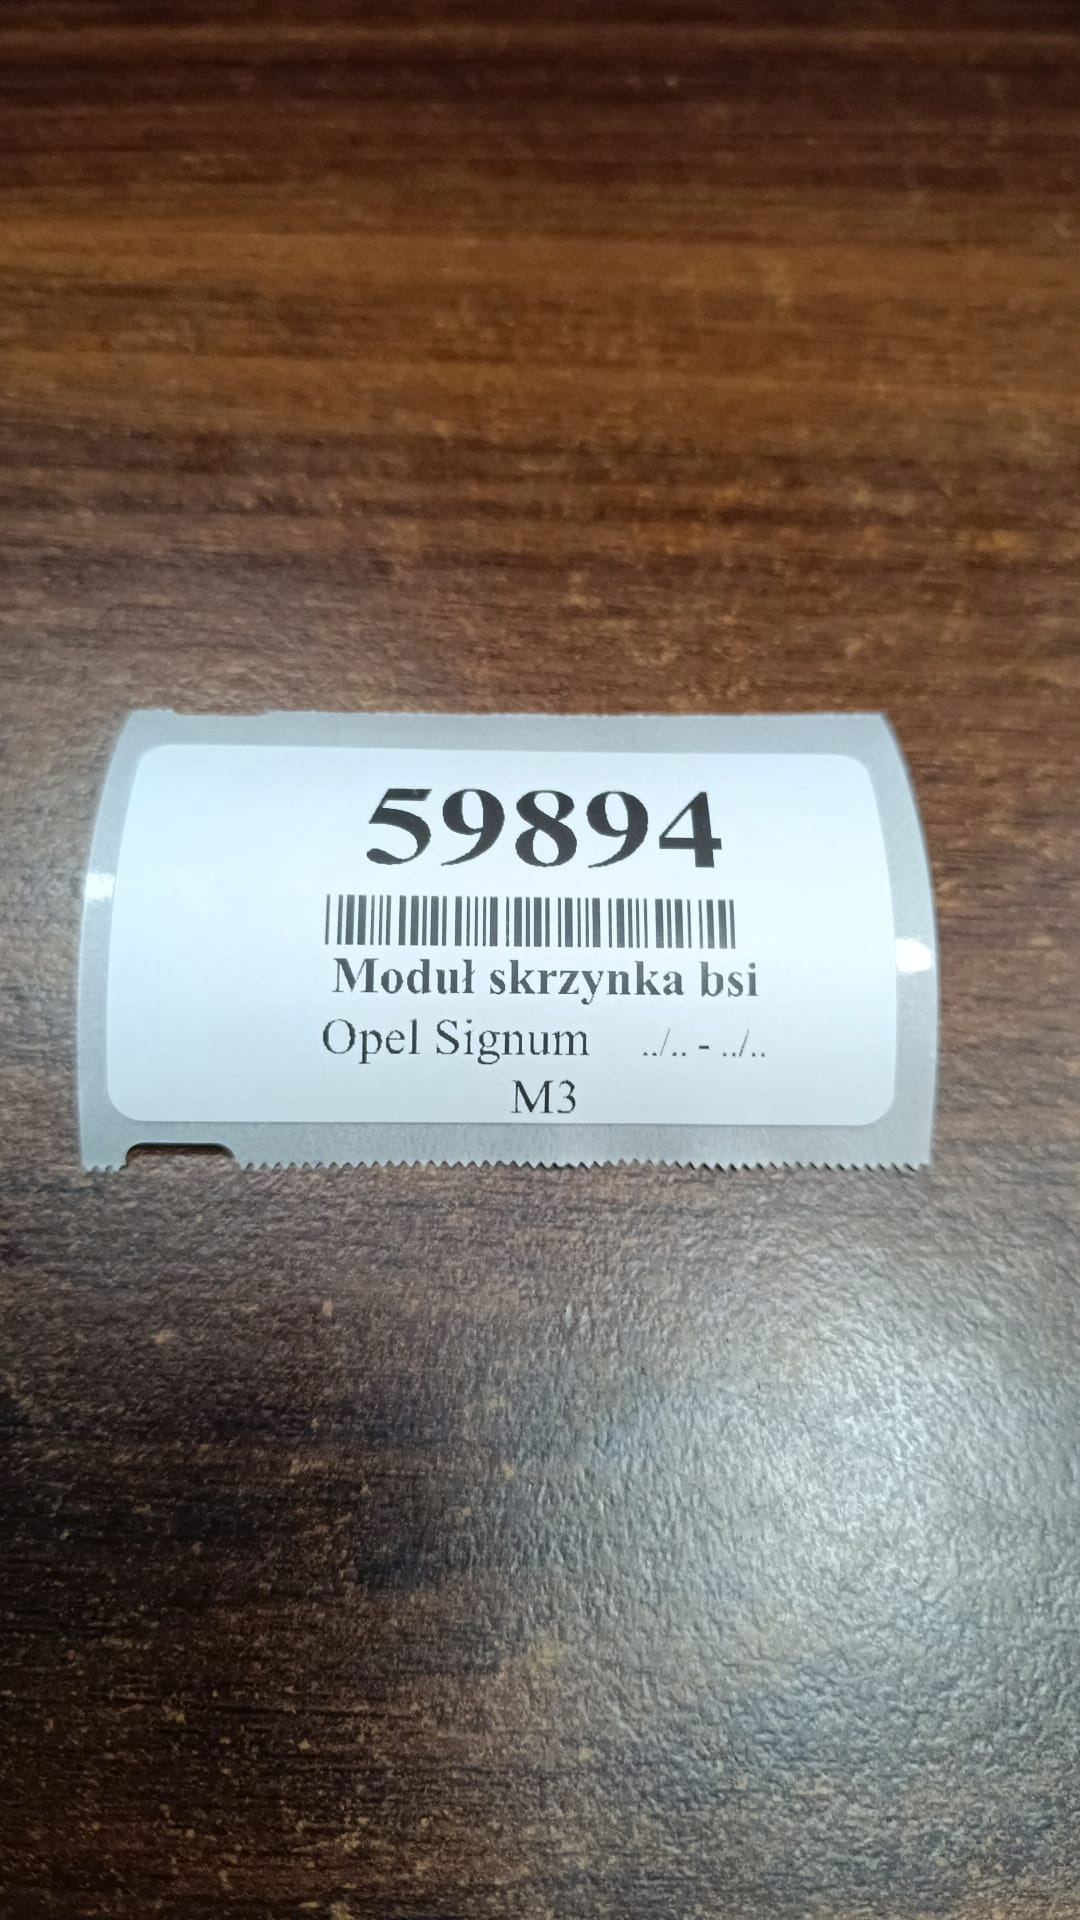 59894
Moduł skrzynka bsi
Opel Signum ../.. - ../..
M3